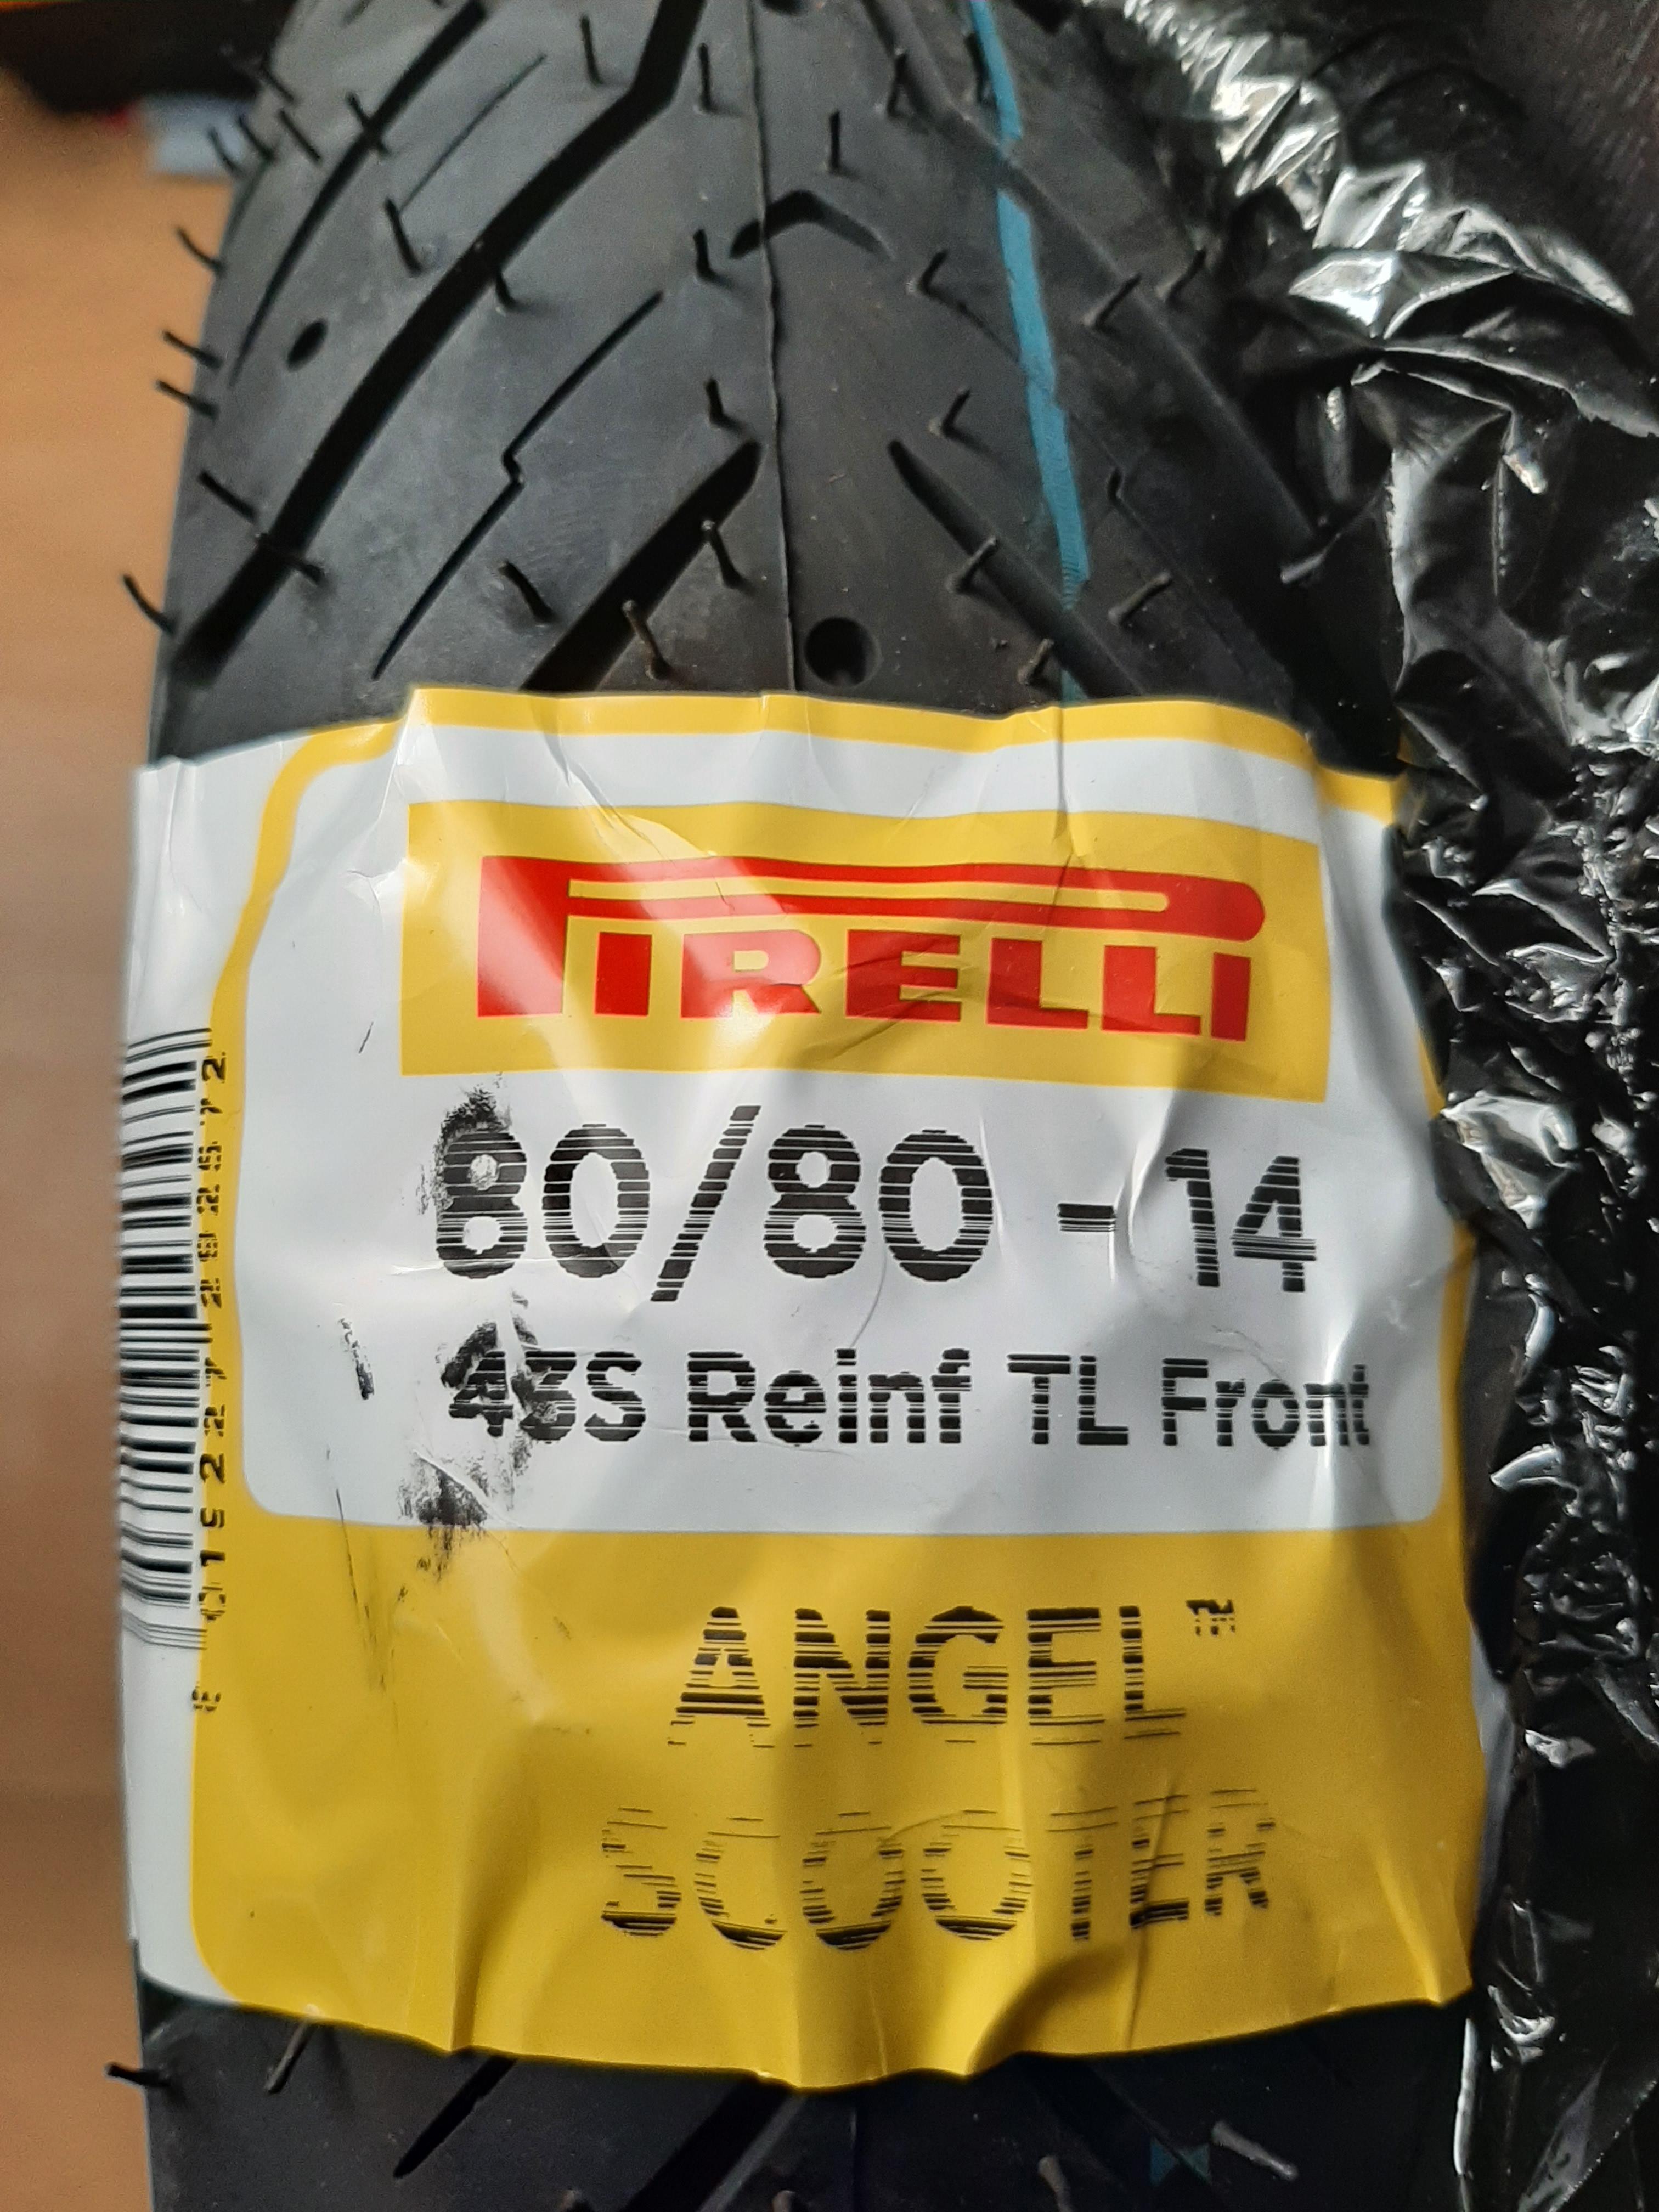 PIRELLI
80/80 - 14
43S Reinf TL Front
ANGEL™
SCOOTER